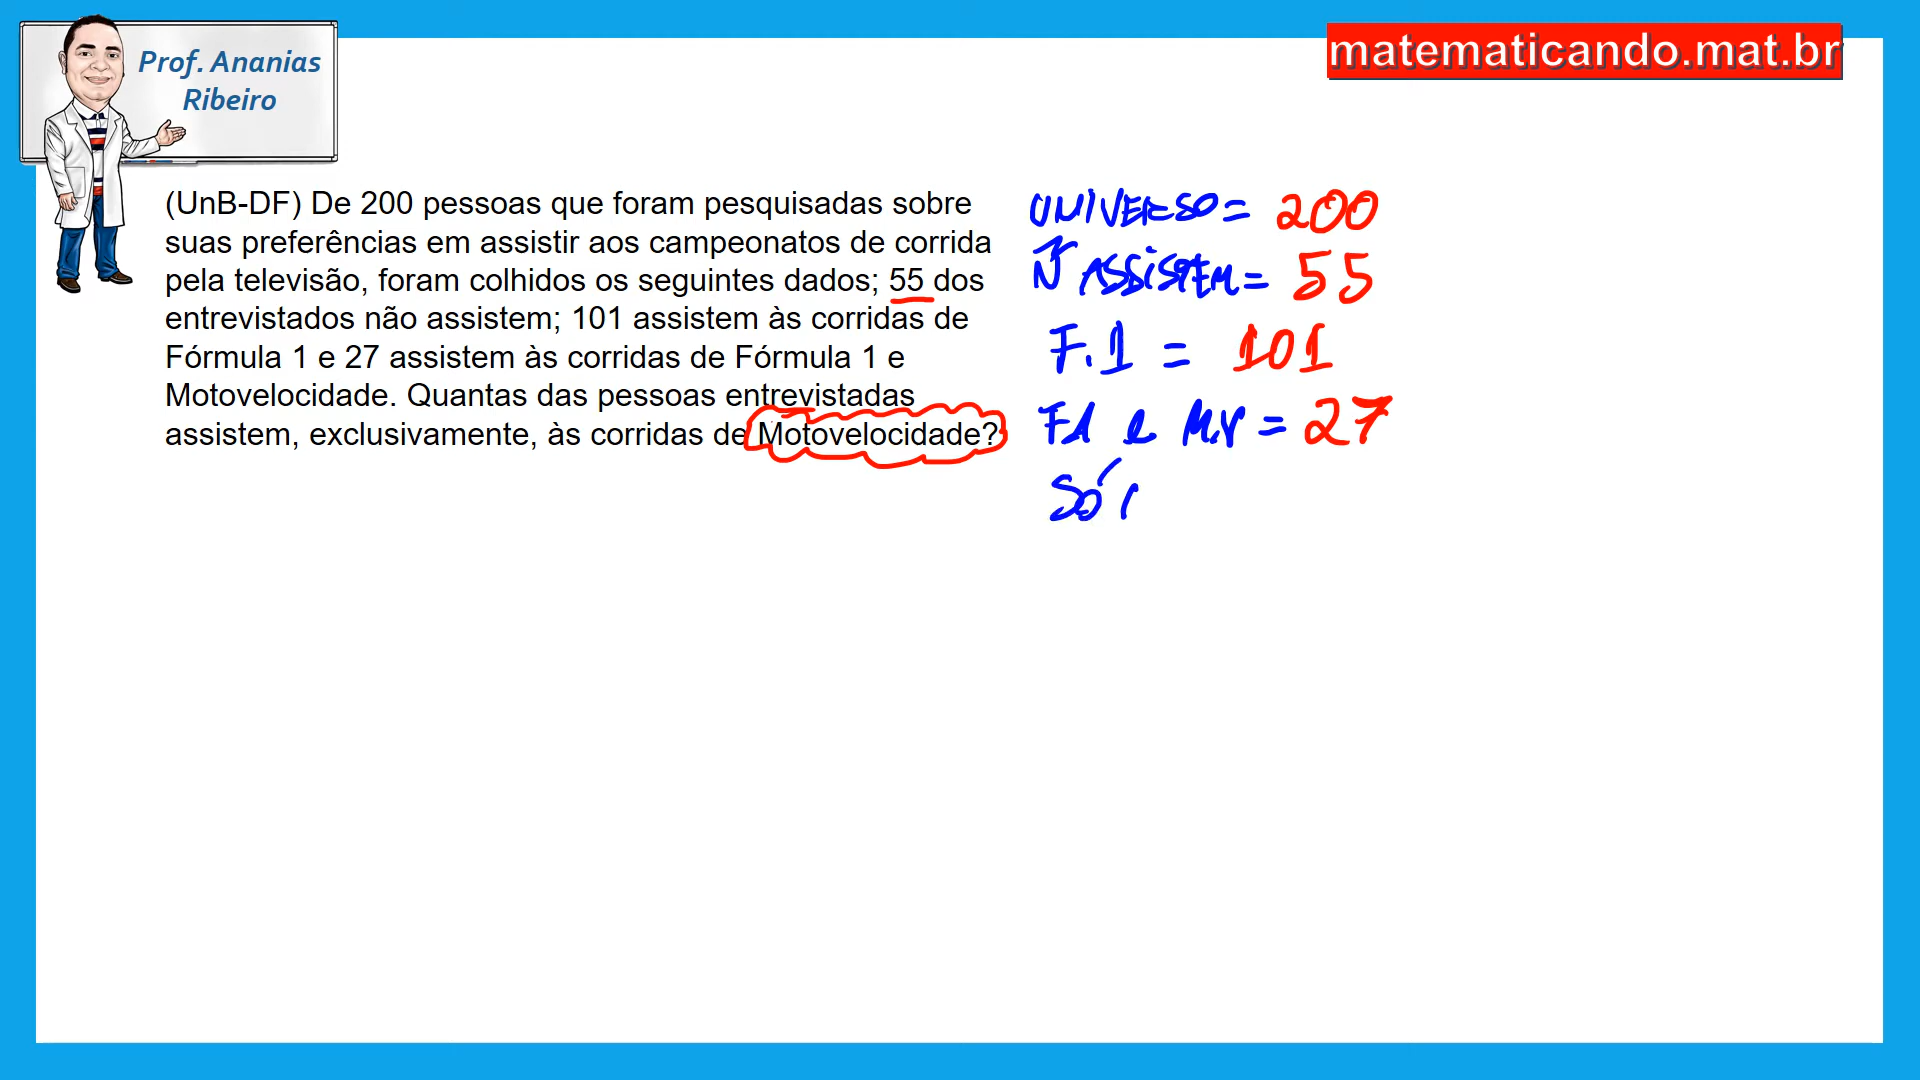 Prof. Ananias
Ribeiro
matematicando.mat.br
(UnB-DF) De 200 pessoas que foram pesquisadas sobre
suas preferências em assistir aos campeonatos de corrida
pela televisão, foram colhidos os seguintes dados; 55 dos
entrevistados não assistem; 101 assistem às corridas de
Fórmula 1 e 27 assistem às corridas de Fórmula 1 e
Motovelocidade. Quantas das pessoas entrevistadas
assistem, exclusivamente, às corridas de Motovelocidade?
UNIVERSO = 200
Ñ ASSISTEM = 55
F.1 = 101
F1 e M.V = 27
SÓ